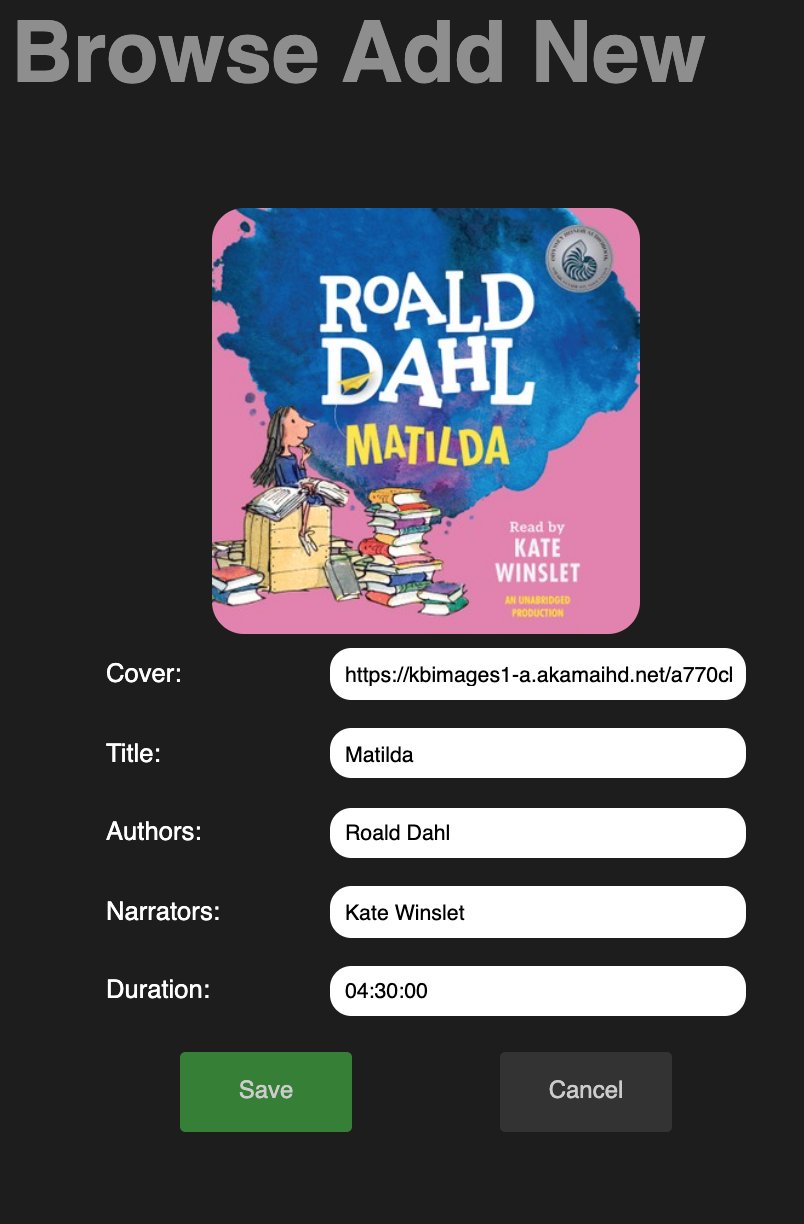 Browse Add New
ROALD
DAHL
MATILDA
Read by
KATE
WINSLET
AN UNABRIDGED
PRODUCTION
Cover: https://kbimages1-a.akamaihd.net/a770cl
Title: Matilda
Authors: Roald Dahl
Narrators: Kate Winslet
Duration: 04:30:00
Save Cancel